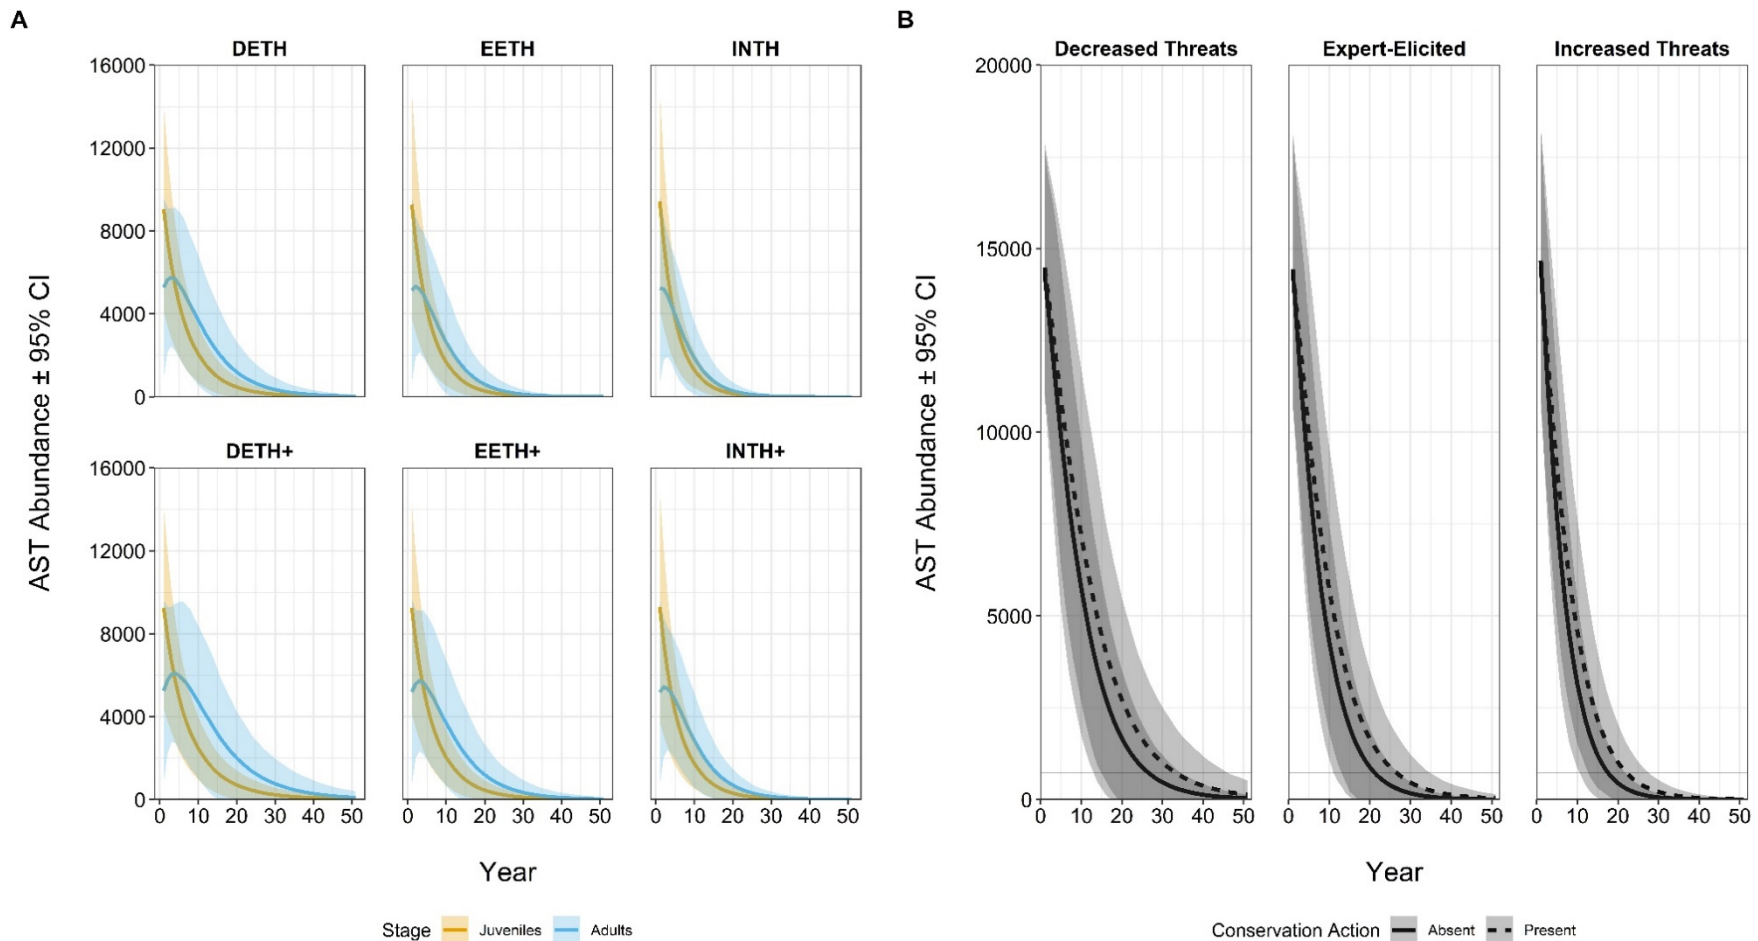 A
B
DETH
EETH
INTH
Decreased Threats
Expert-Elicited
Increased Threats
16000
12000
8000
4000
0
DETH+
EETH+
INTH+
16000
12000
8000
4000
0
0 10 20 30 40 50
0 10 20 30 40 50
0 10 20 30 40 50
AST Abundance ± 95% CI
Year
Stage
Juveniles
Adults
20000
15000
10000
5000
0
0 10 20 30 40 50
0 10 20 30 40 50
0 10 20 30 40 50
AST Abundance ± 95% CI
Year
Conservation Action
Absent
Present